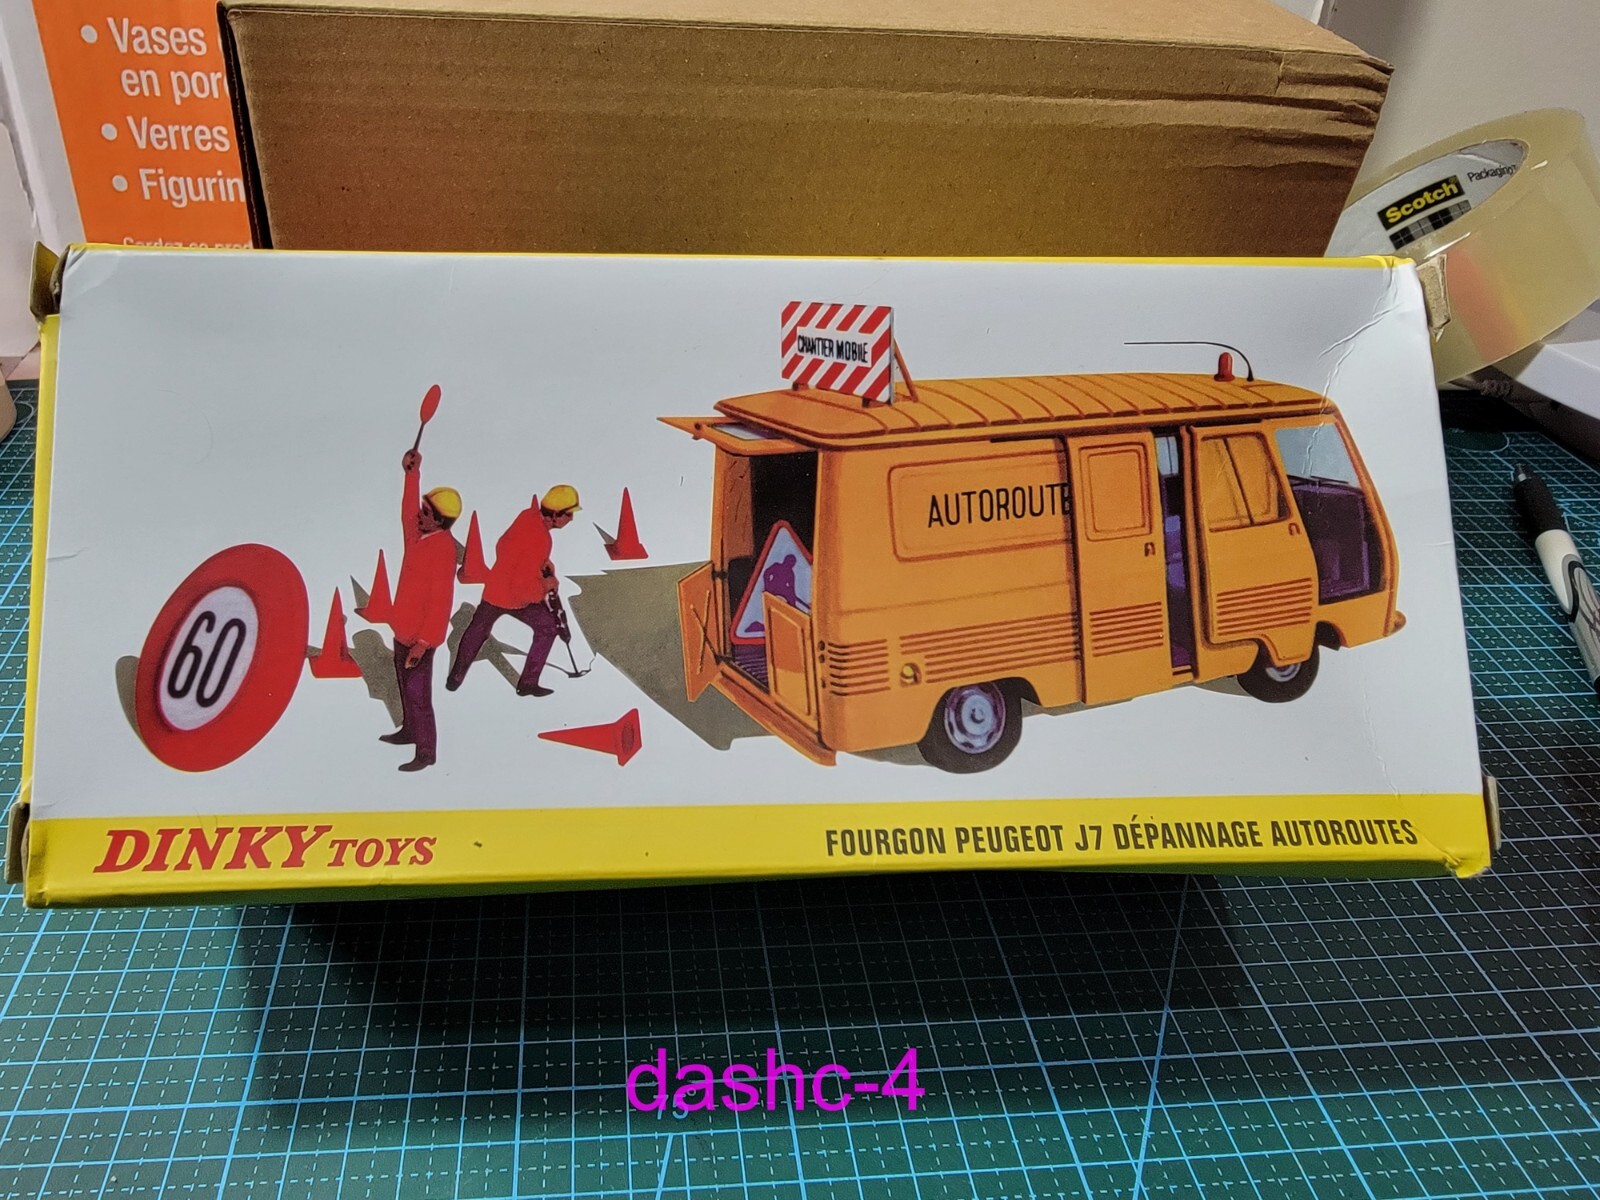 • Vases
en por
• Verres
• Figurin
Scotch
Packaging
CHANTIER MOBILE
AUTOROUTE
60
DINKY TOYS
FOURGON PEUGEOT J7 DÉPANNAGE AUTOROUTES
dashc-4